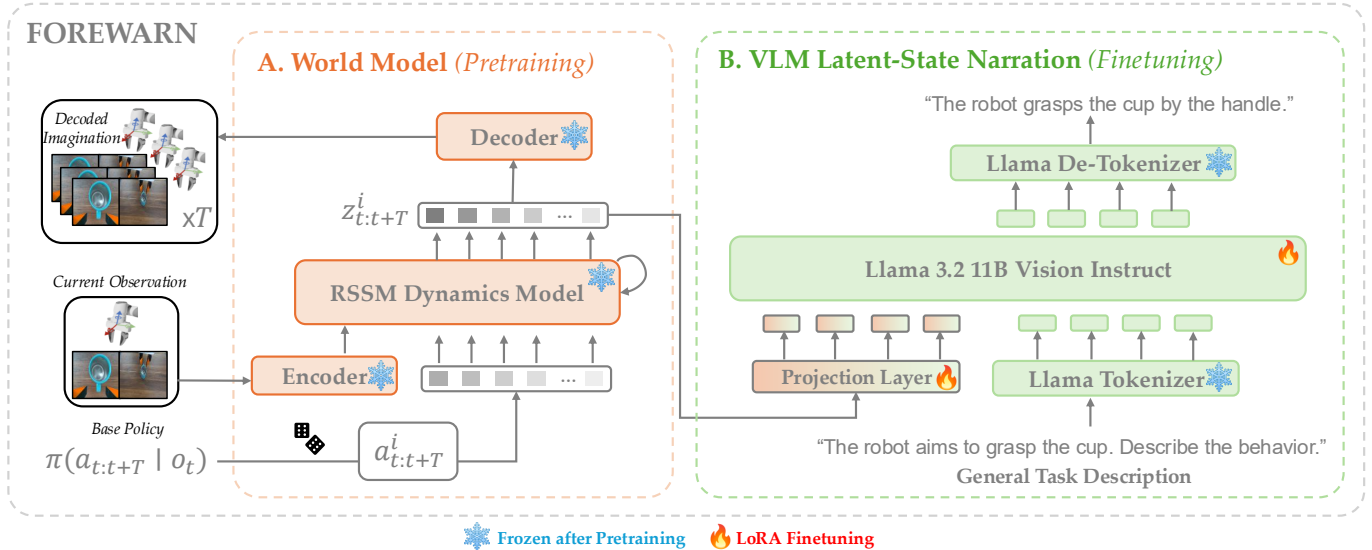 FOREWARN
A. World Model (Pretraining)
Decoded
Imagination
xT
Decoder
z^i_{t:t+T}
...
RSSM Dynamics Model
Current Observation
Encoder
...
Base Policy
π(a_{t:t+T} | o_t)
a^i_{t:t+T}
B. VLM Latent-State Narration (Finetuning)
“The robot grasps the cup by the handle.”
Llama De-Tokenizer
Llama 3.2 11B Vision Instruct
Projection Layer
Llama Tokenizer
“The robot aims to grasp the cup. Describe the behavior.”
General Task Description
Frozen after Pretraining
LoRA Finetuning